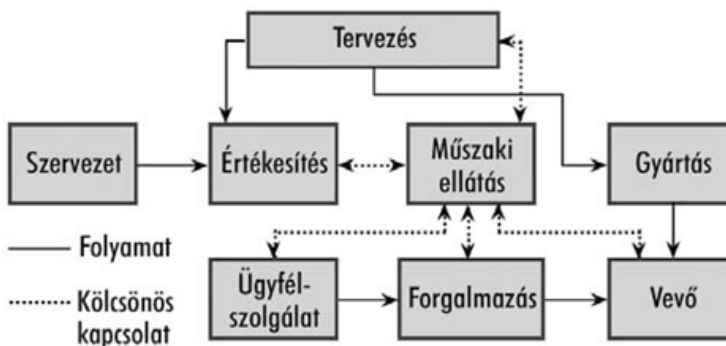 Tervezés
Szervezet
Értékesítés
Műszaki
ellátás
Gyártás
Folyamat
Kölcsönös
kapcsolat
Ügyfél-
szolgálat
Forgalmazás
Vevő